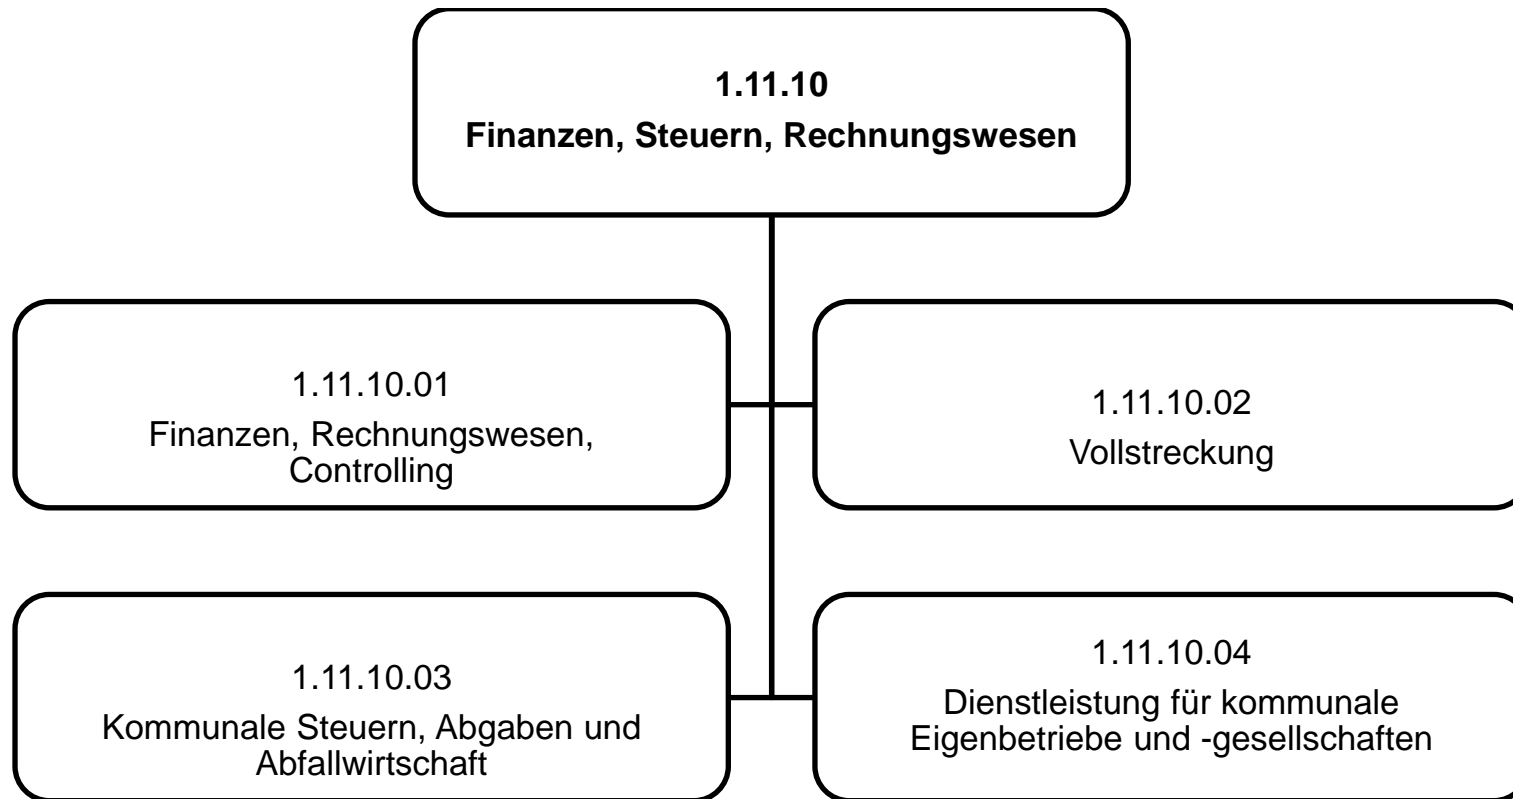 1.11.10
Finanzen, Steuern, Rechnungswesen
1.11.10.01
Finanzen, Rechnungswesen,
Controlling
1.11.10.02
Vollstreckung
1.11.10.03
Kommunale Steuern, Abgaben und
Abfallwirtschaft
1.11.10.04
Dienstleistung für kommunale
Eigenbetriebe und -gesellschaften